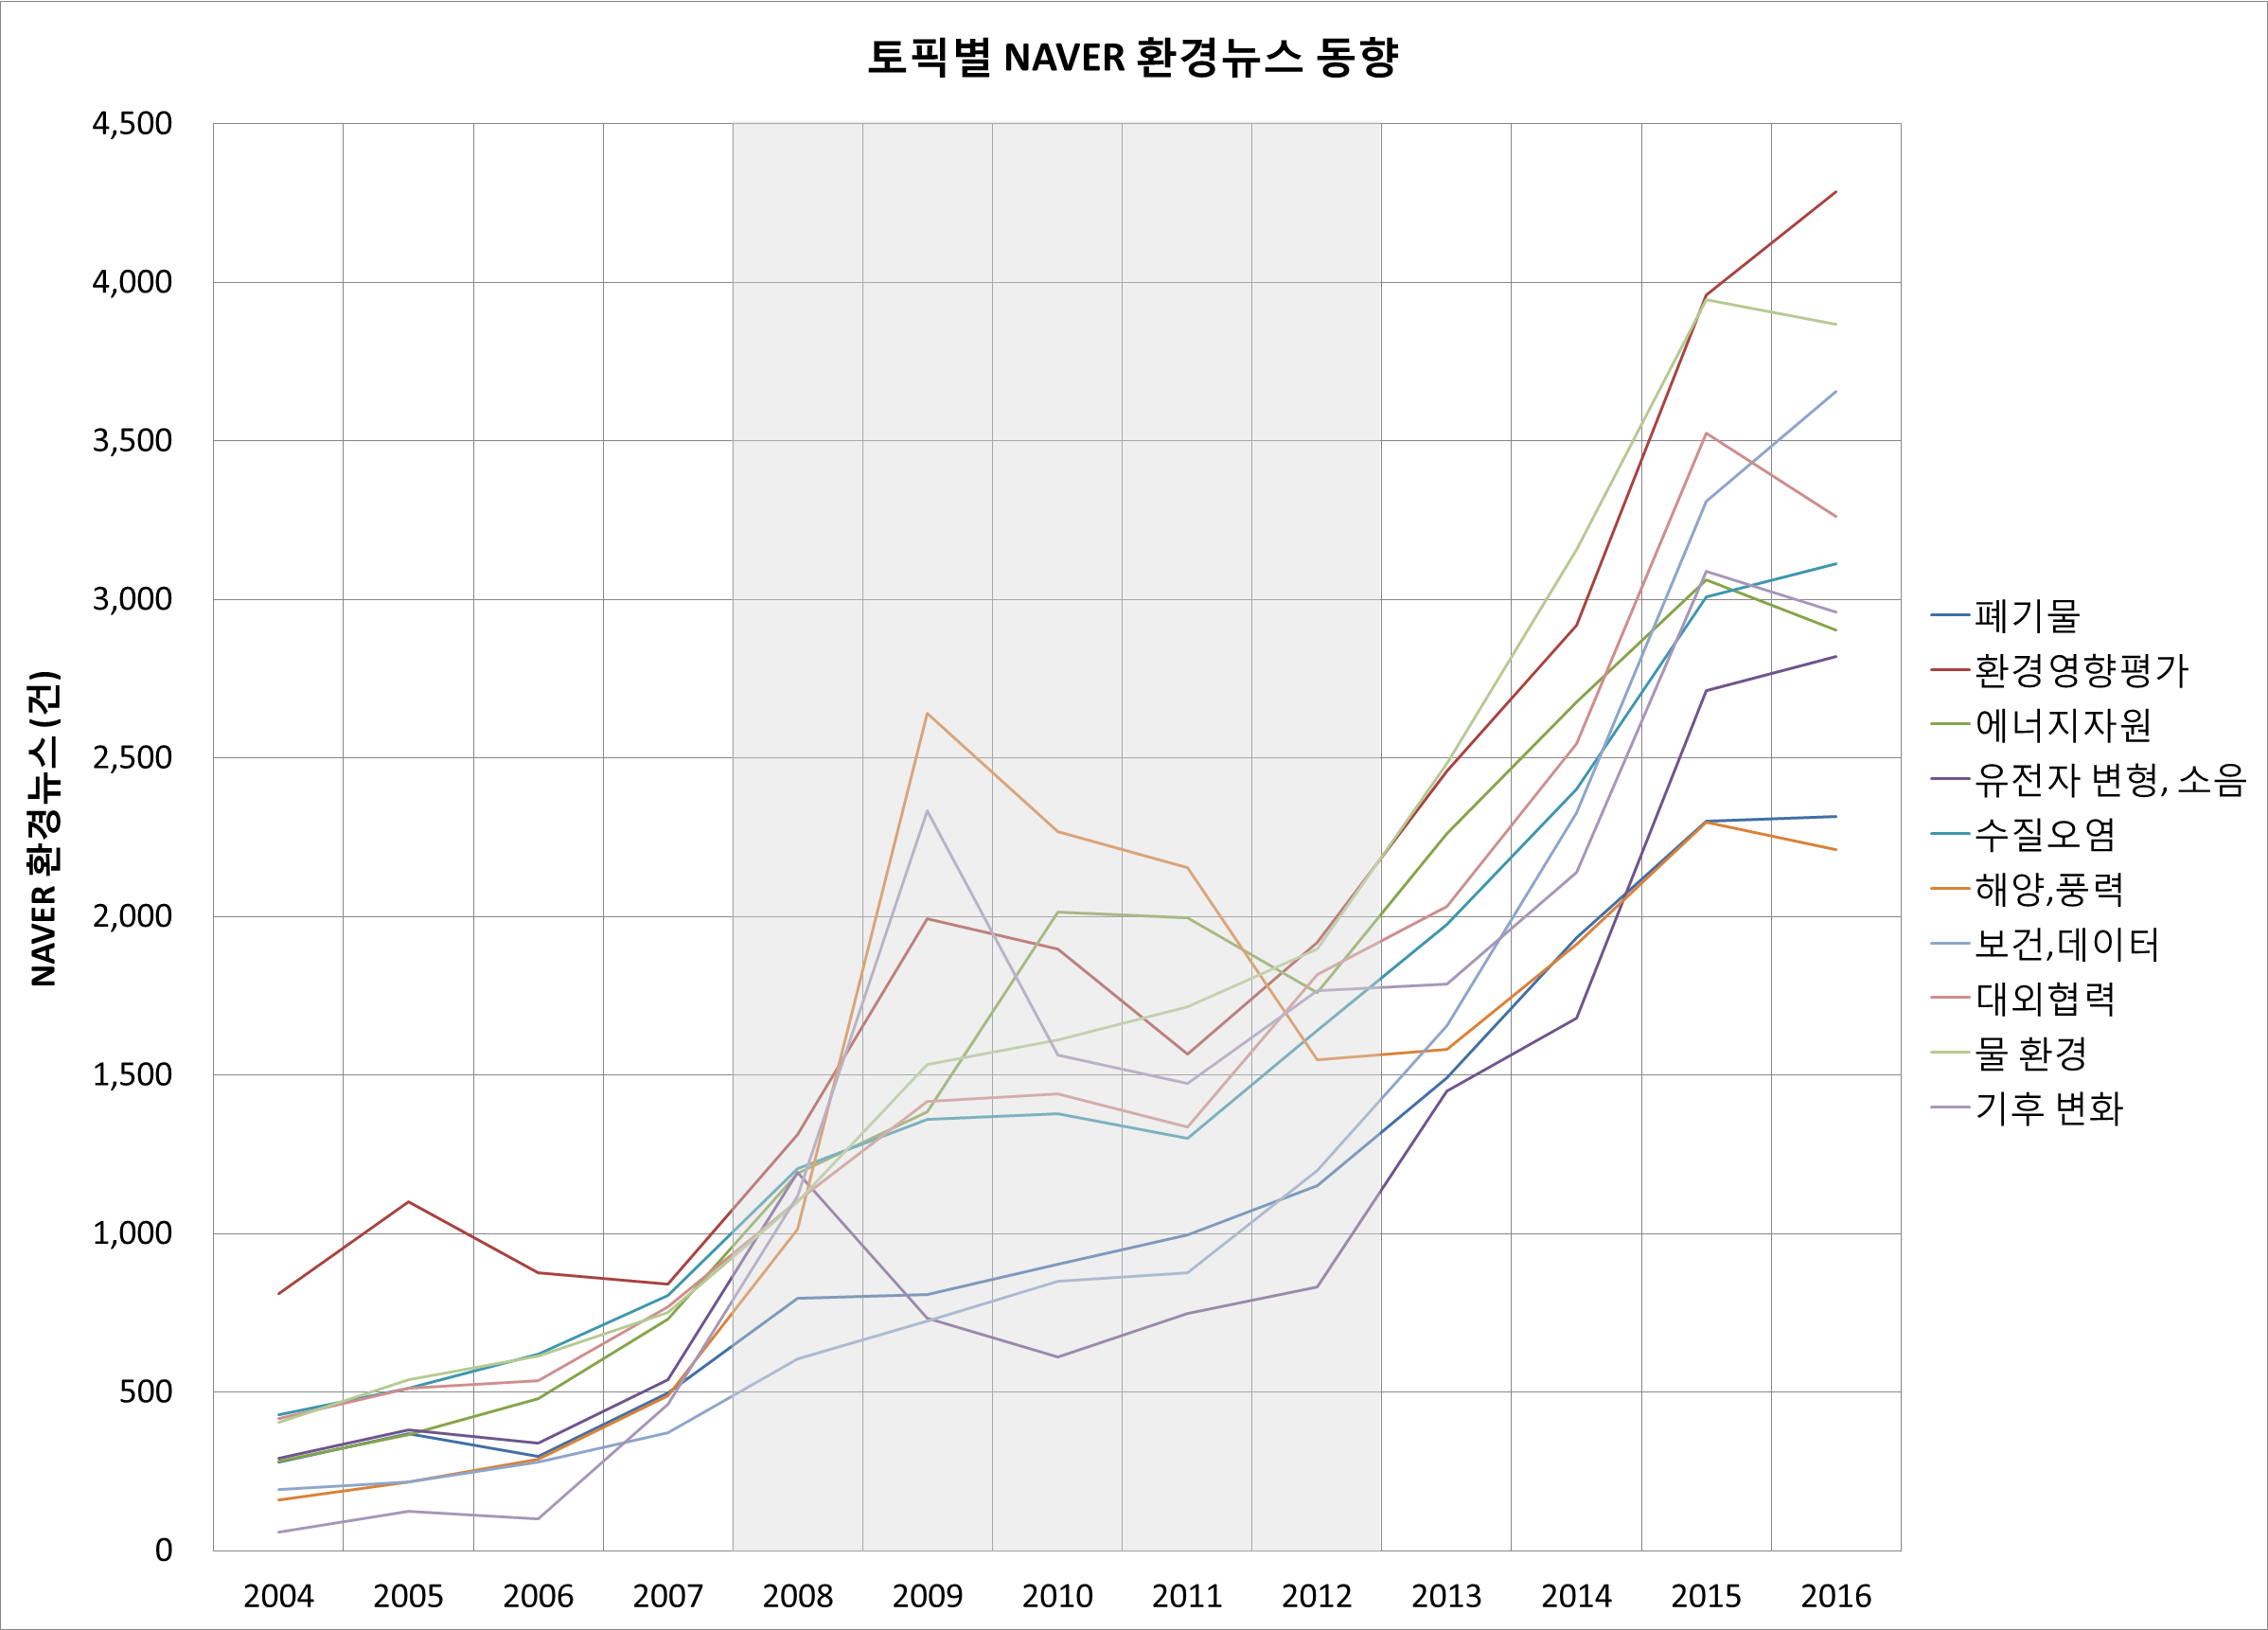 토픽별 NAVER 환경뉴스 동향
4,500
4,000
3,500
3,000
2,500
2,000
1,500
1,000
500
0
NAVER 환경뉴스 (건)
2004 2005 2006 2007 2008 2009 2010 2011 2012 2013 2014 2015 2016
폐기물
환경영향평가
에너지자원
유전자 변형, 소음
수질오염
해양,풍력
보건,데이터
대외협력
물 환경
기후 변화